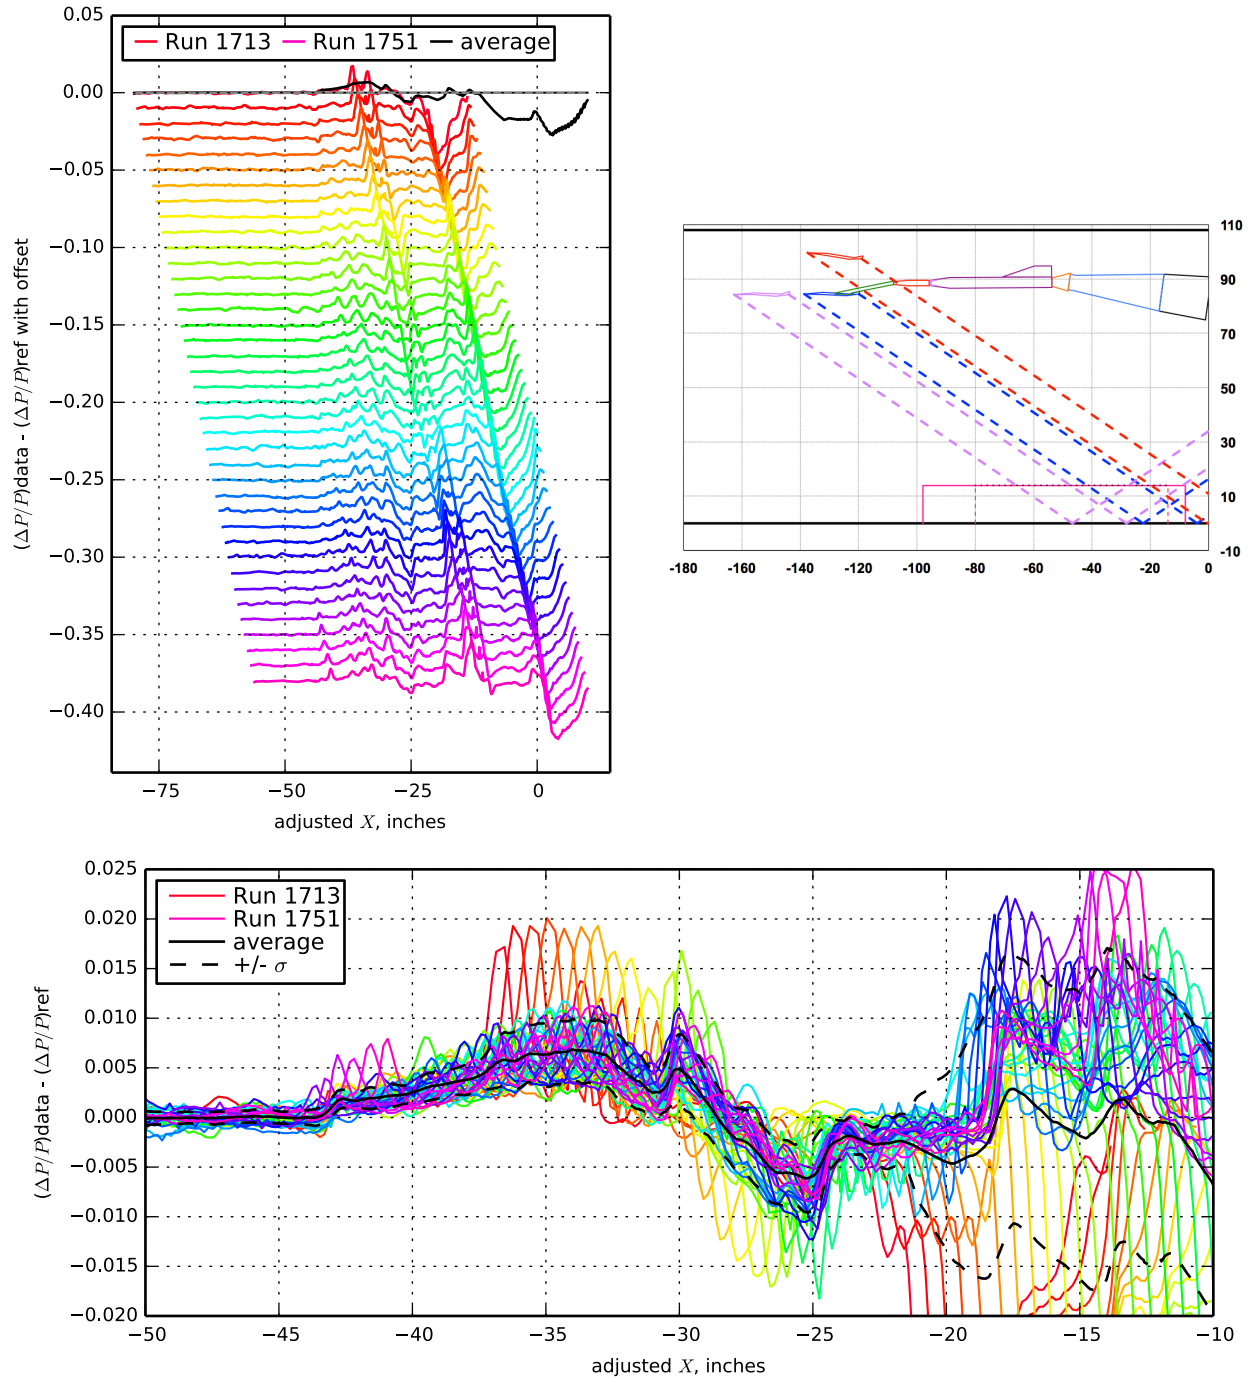 0.05
Run 1713 Run 1751 average
0.00
−0.05
−0.10
−0.15
−0.20
−0.25
−0.30
−0.35
−0.40
(ΔP/P)data - (ΔP/P)ref with offset
−75 −50 −25 0
adjusted X, inches
110
90
70
50
30
10
-10
-180 -160 -140 -120 -100 -80 -60 -40 -20 0
0.025
0.020
0.015
0.010
0.005
0.000
−0.005
−0.010
−0.015
−0.020
(ΔP/P)data - (ΔP/P)ref
Run 1713
Run 1751
average
+/- σ
−50 −45 −40 −35 −30 −25 −20 −15 −10
adjusted X, inches